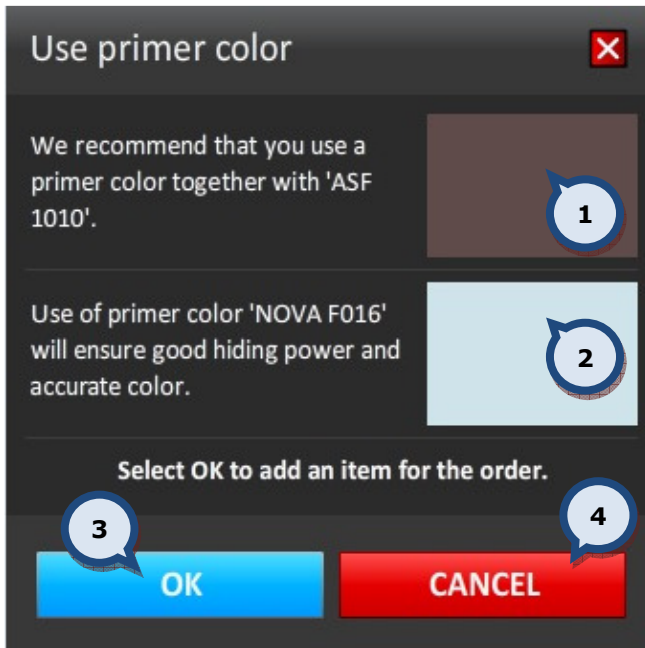 Use primer color
We recommend that you use a
primer color together with 'ASF
1010'.
1
Use of primer color 'NOVA F016'
will ensure good hiding power and
accurate color.
2
Select OK to add an item for the order.
3
4
OK
CANCEL